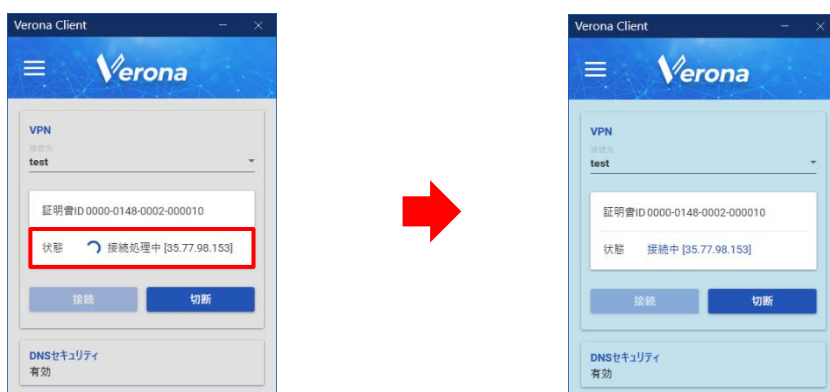 Verona Client
Verona
VPN
接続先
test
証明書ID 0000-0148-0002-000010
状態 接続処理中 [35.77.98.153]
接続 切断
DNSセキュリティ
有効
Verona Client
Verona
VPN
接続先
test
証明書ID 0000-0148-0002-000010
状態 接続中 [35.77.98.153]
接続 切断
DNSセキュリティ
有効